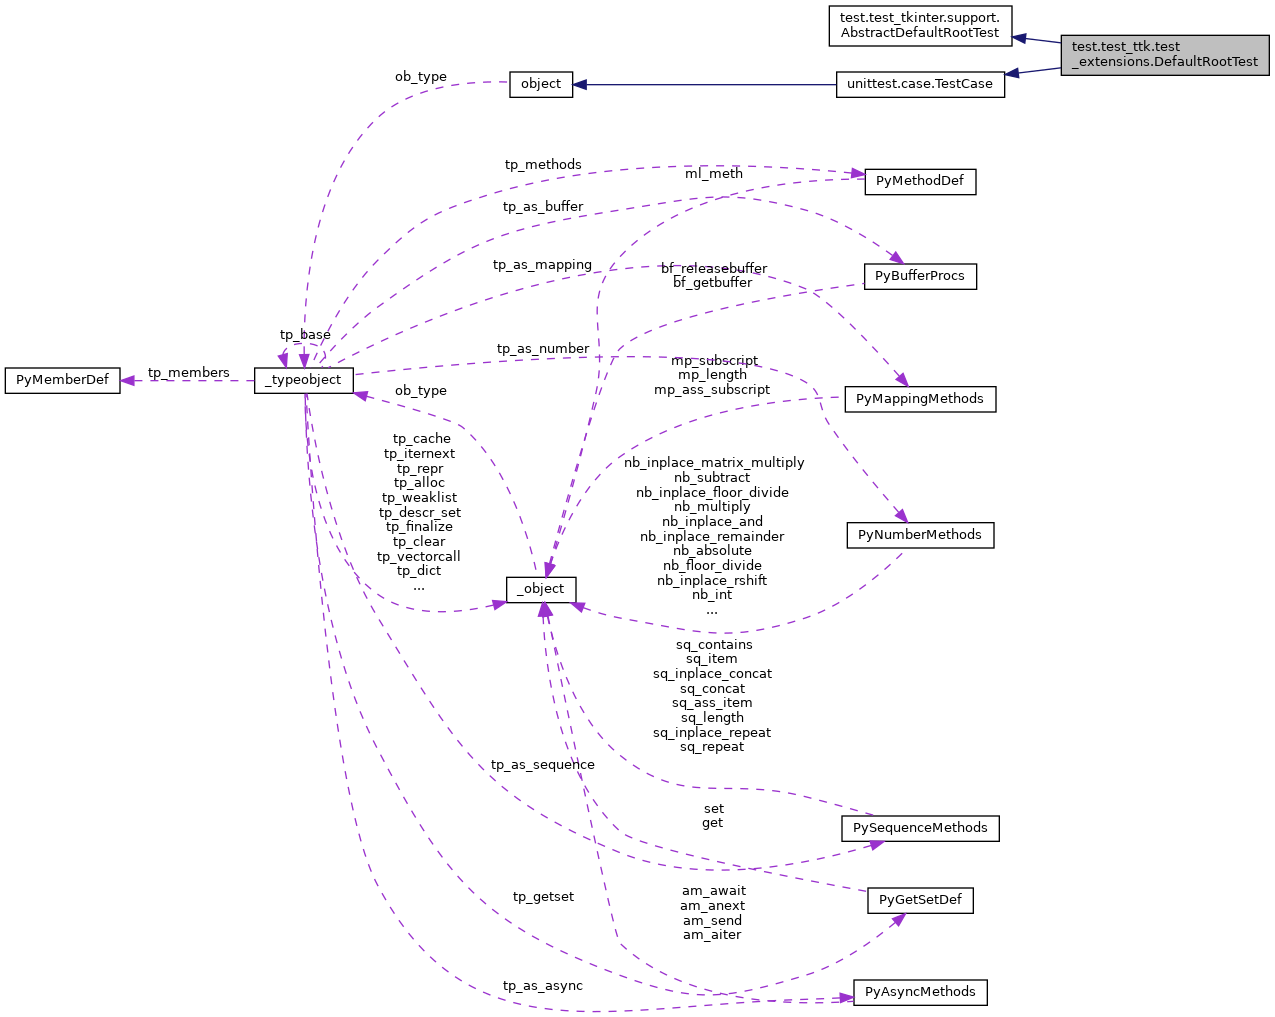 test.test_tkinter.support.
AbstractDefaultRootTest
test.test_ttk.test
_extensions.DefaultRootTest
ob_type
object
unittest.case.TestCase
tp_methods
ml_meth
PyMethodDef
tp_as_buffer
tp_as_mapping
bf_releasebuffer
bf_getbuffer
PyBufferProcs
tp_base
tp_as_number
PyMemberDef
tp_members
_typeobject
ob_type
mp_subscript
mp_length
mp_ass_subscript
PyMappingMethods
tp_cache
tp_iternext
tp_repr
tp_alloc
tp_weaklist
tp_descr_set
tp_finalize
tp_clear
tp_vectorcall
tp_dict
...
nb_inplace_matrix_multiply
nb_subtract
nb_inplace_floor_divide
nb_multiply
nb_inplace_and
nb_inplace_remainder
nb_absolute
nb_floor_divide
nb_inplace_rshift
nb_int
...
PyNumberMethods
_object
sq_contains
sq_item
sq_inplace_concat
sq_concat
sq_ass_item
sq_length
sq_inplace_repeat
sq_repeat
tp_as_sequence
set
get
PySequenceMethods
tp_getset
am_await
am_anext
am_send
am_aiter
PyGetSetDef
tp_as_async
PyAsyncMethods